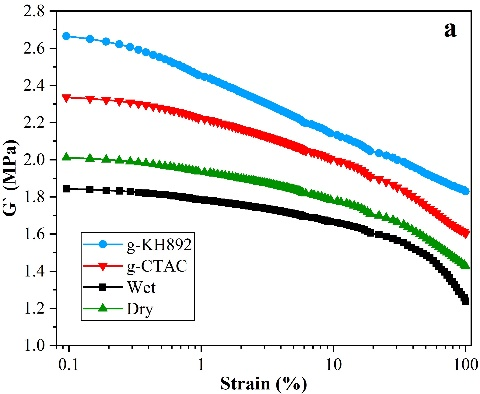 a
2.8
2.6
2.4
2.2
2.0
1.8
1.6
1.4
1.2
1.0
G' (MPa)
g-KH892
g-CTAC
Wet
Dry
0.1 1 10 100
Strain (%)